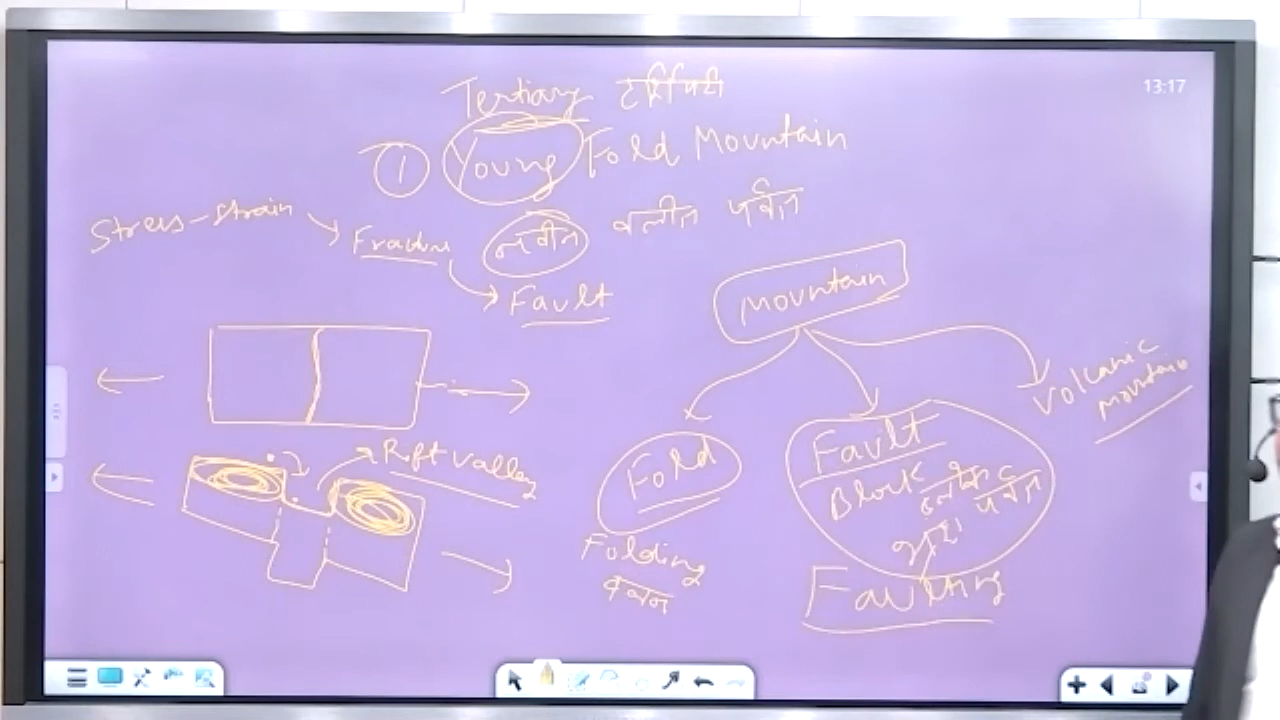 13:17
Tertiary टर्शियरी
① Young Fold Mountain
नवीन वलीत पर्वत
Stress-Strain → Fracture
Fault
Mountain
Volcanic
Mountain
Rift valley
Fold
Folding
वलन
Fault
Block
पर्वत
Faulting